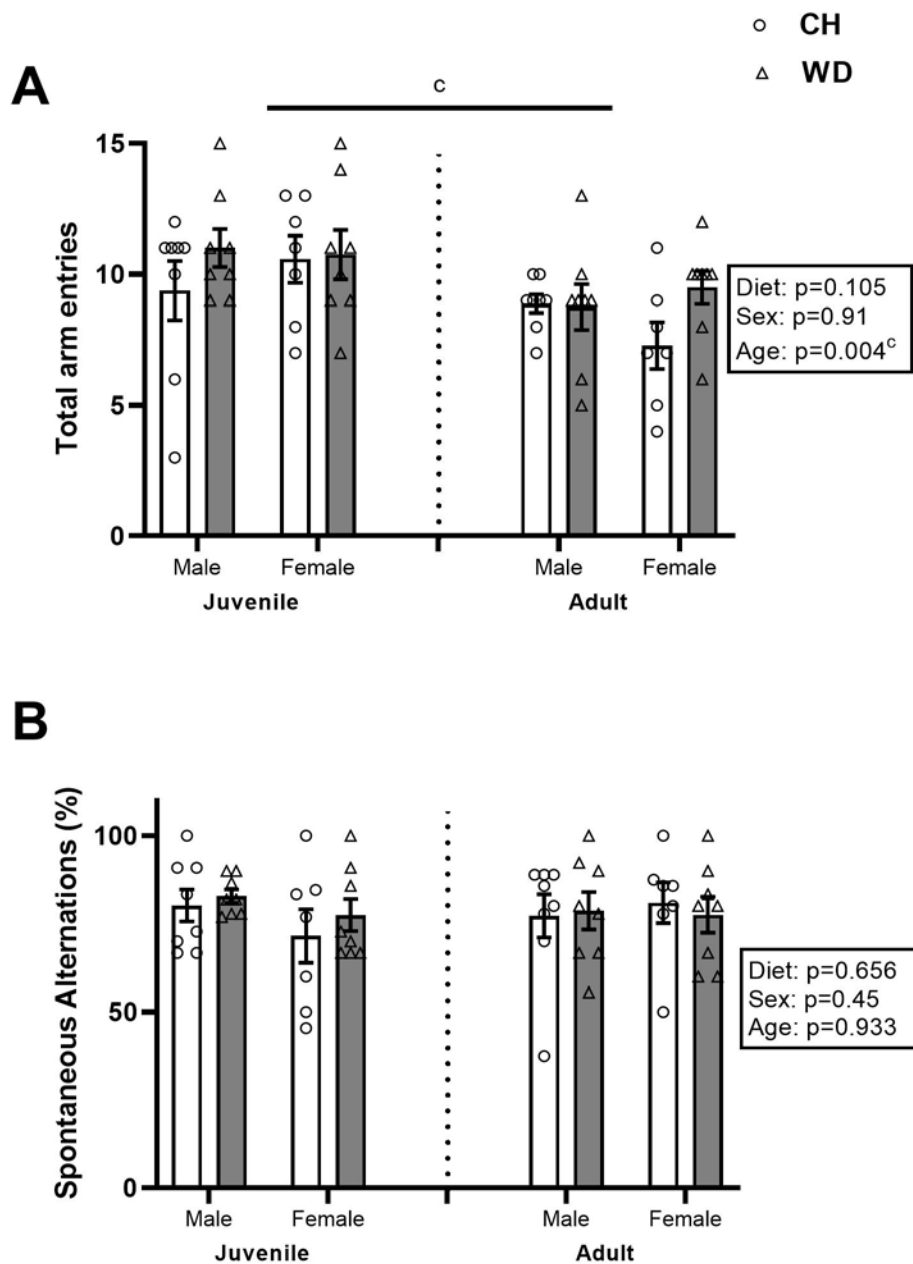 CH
WD
A
c
Total arm entries
15
10
5
0
Male Female Male Female
Juvenile Adult
Diet: p=0.105
Sex: p=0.91
Age: p=0.004c
B
Spontaneous Alternations (%)
100
50
0
Male Female Male Female
Juvenile Adult
Diet: p=0.656
Sex: p=0.45
Age: p=0.933